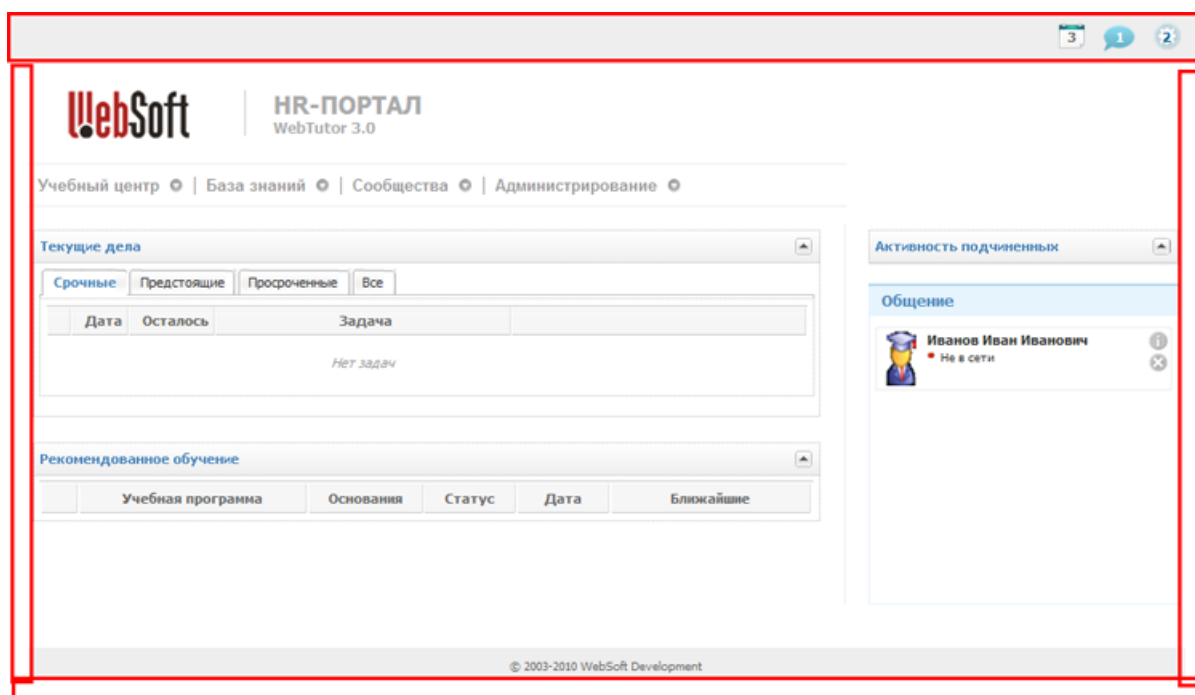 3 1 2
WebSoft
HR-ПОРТАЛ
WebTutor 3.0
Учебный центр | База знаний | Сообщества | Администрирование
Текущие дела
Срочные Предстоящие Просроченные Все
Дата Осталось Задача
Нет задач
Рекомендованное обучение
Учебная программа Основания Статус Дата Ближайшие
Активность подчиненных
Общение
Иванов Иван Иванович
Не в сети
© 2003-2010 WebSoft Development